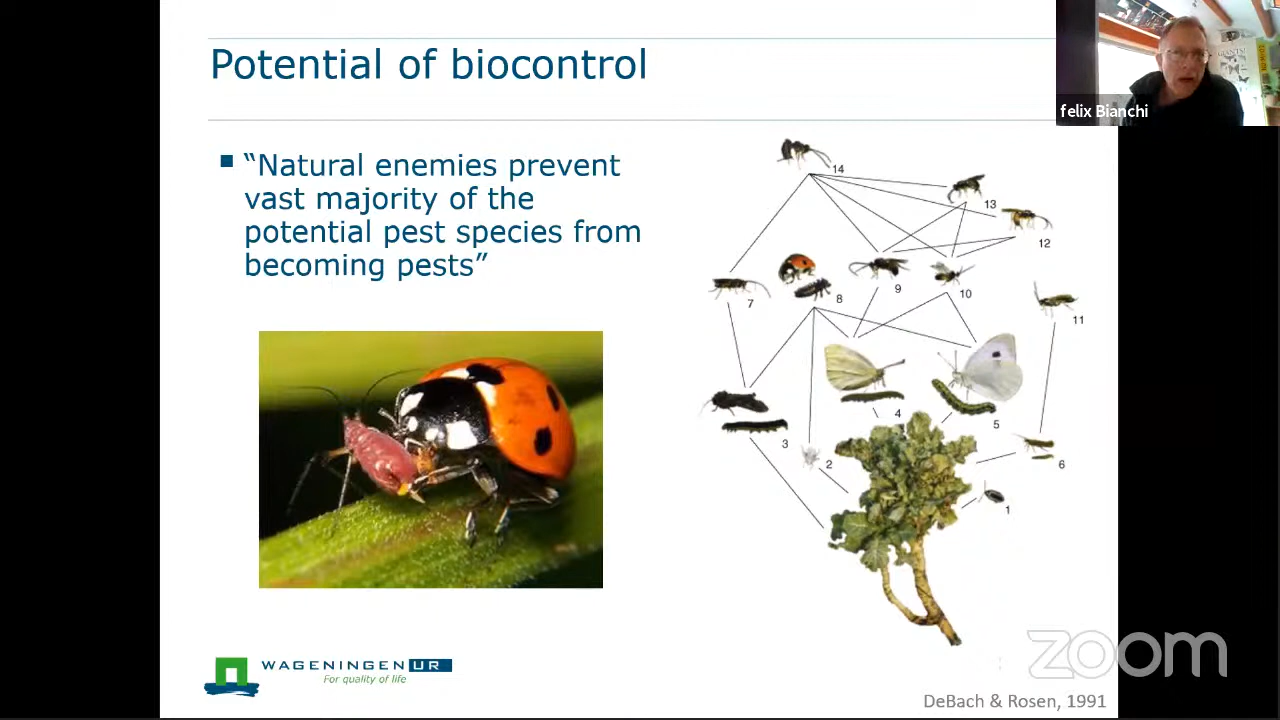 Potential of biocontrol
felix Bianchi
▪ “Natural enemies prevent
vast majority of the
potential pest species from
becoming pests”
14
13
12
7
8
9
10
11
3
2
4
5
6
1
WAGENINGEN UR
For quality of life
zoom
DeBach & Rosen, 1991